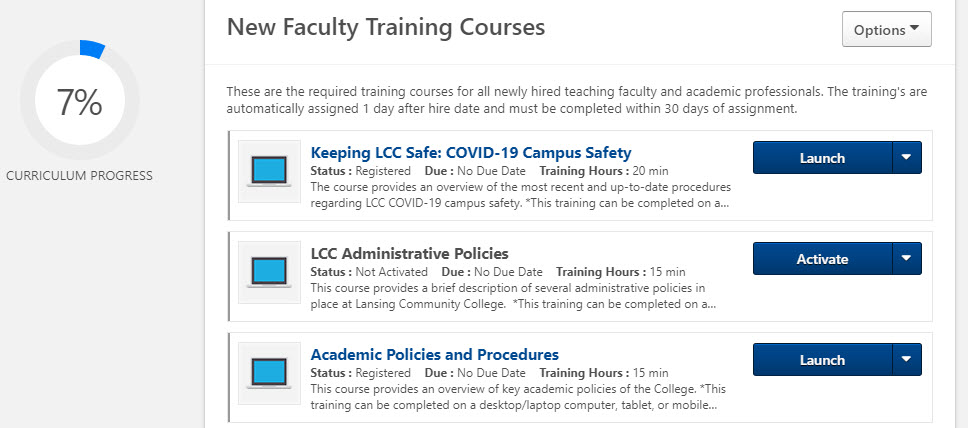 7%
CURRICULUM PROGRESS
New Faculty Training Courses
Options
These are the required training courses for all newly hired teaching faculty and academic professionals. The training's are
automatically assigned 1 day after hire date and must be completed within 30 days of assignment.
Keeping LCC Safe: COVID-19 Campus Safety
Status : Registered Due : No Due Date Training Hours : 20 min
The course provides an overview of the most recent and up-to-date procedures
regarding LCC COVID-19 campus safety. *This training can be completed on a...
Launch
LCC Administrative Policies
Status : Not Activated Due : No Due Date Training Hours : 15 min
This course provides a brief description of several administrative policies in
place at Lansing Community College. *This training can be completed on a...
Activate
Academic Policies and Procedures
Status : Registered Due : No Due Date Training Hours : 15 min
This course provides an overview of key academic policies of the College. *This
training can be completed on a desktop/laptop computer, tablet, or mobile...
Launch